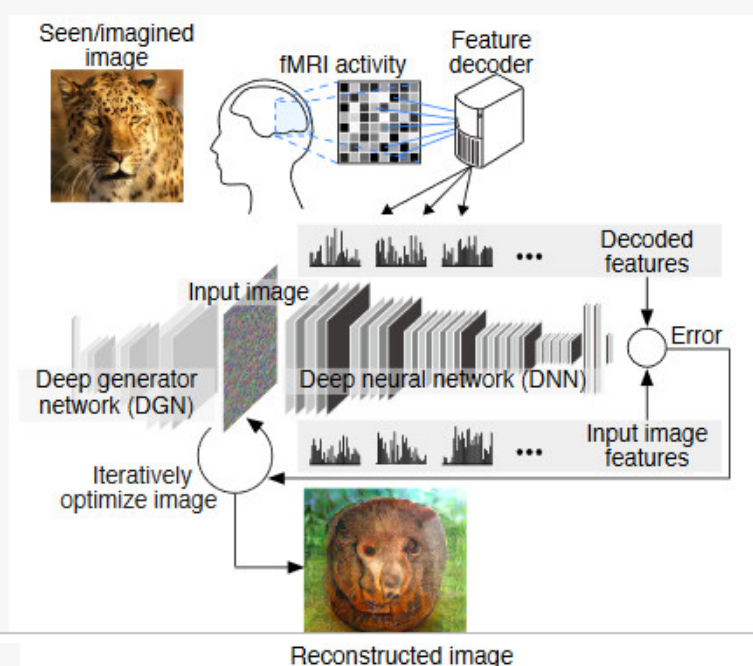 Seen/imagined
image
fMRI activity
Feature
decoder
Decoded
features
Input image
Error
Deep generator
network (DGN)
Deep neural network (DNN)
Input image
features
Iteratively
optimize image
Reconstructed image